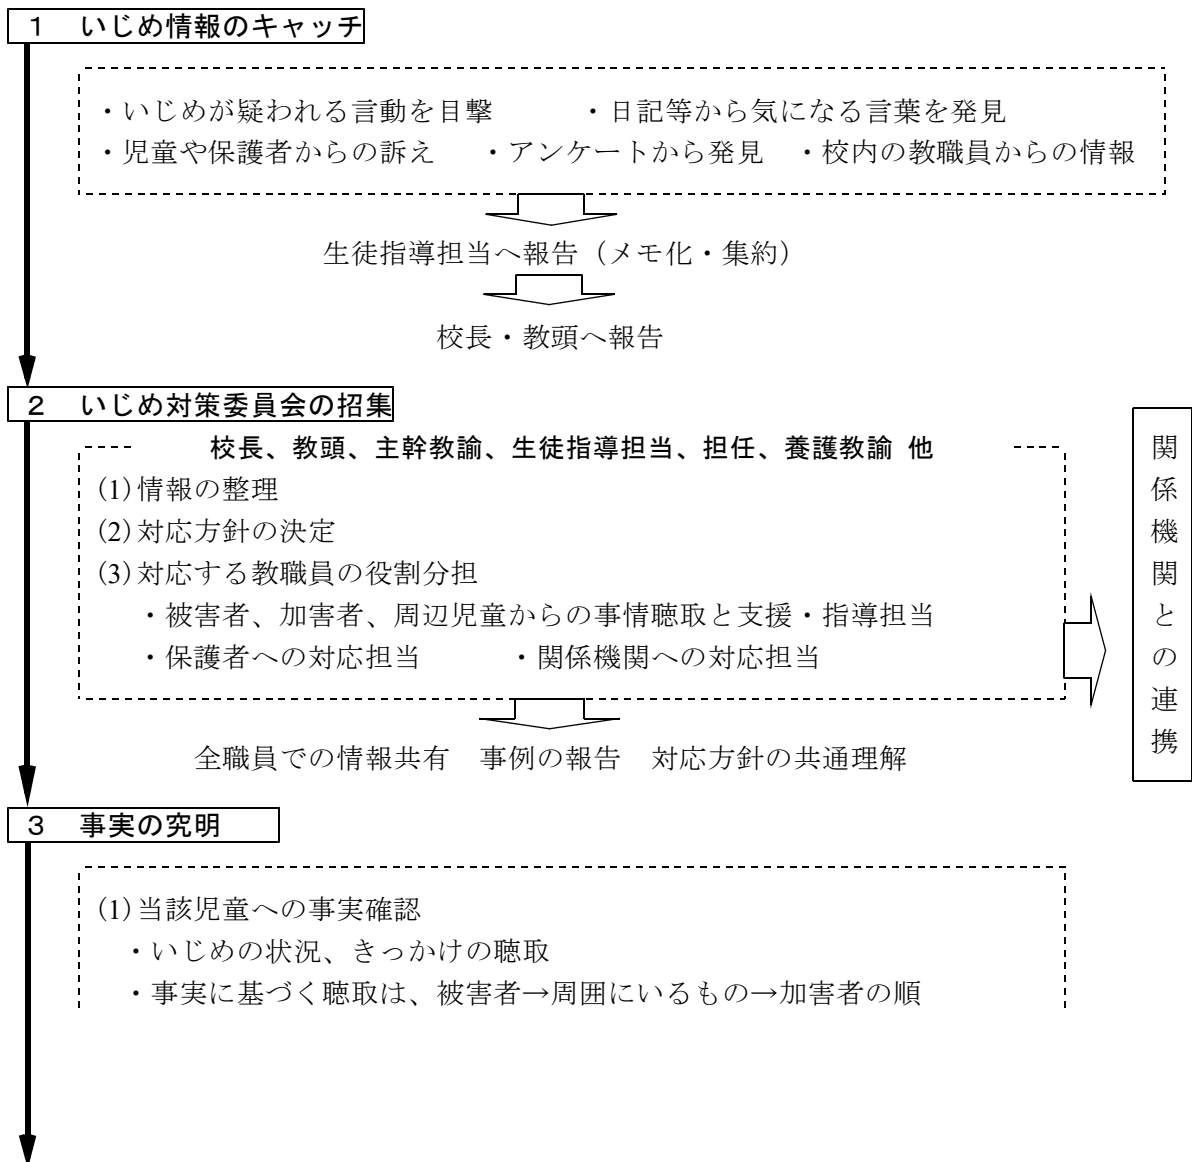 １　いじめ情報のキャッチ
・いじめが疑われる言動を目撃　　　・日記等から気になる言葉を発見
・児童や保護者からの訴え　・アンケートから発見　・校内の教職員からの情報
生徒指導担当へ報告（メモ化・集約）
校長・教頭へ報告
２　いじめ対策委員会の招集
校長、教頭、主幹教諭、生徒指導担当、担任、養護教諭 他
(1)情報の整理
(2)対応方針の決定
(3)対応する教職員の役割分担
・被害者、加害者、周辺児童からの事情聴取と支援・指導担当
・保護者への対応担当　　　・関係機関への対応担当
関係機関との連携
全職員での情報共有　事例の報告　対応方針の共通理解
３　事実の究明
(1)当該児童への事実確認
・いじめの状況、きっかけの聴取
・事実に基づく聴取は、被害者→周囲にいるもの→加害者の順